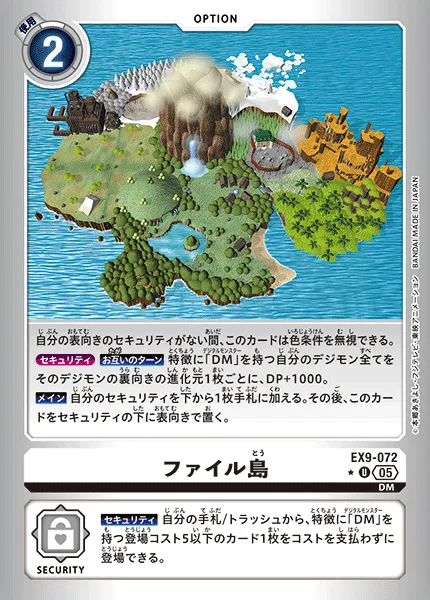 OPTION
使用
2
自分の表向きのセキュリティがない間、このカードは色条件を無視できる。
セキュリティ お互いのターン 特徴に「DM」を持つ自分のデジモン全てを
そのデジモンの裏向きの進化元1枚ごとに、DP+1000。
メイン 自分のセキュリティを下から1枚手札に加える。その後、このカー
ドをセキュリティの下に表向きで置く。
©本郷あきよし・フジテレビ・東映アニメーション BANDAI MADE IN JAPAN
ファイル島
EX9-072
U 05
DM
セキュリティ 自分の手札/トラッシュから、特徴に「DM」を
持つ登場コスト5以下のカード1枚をコストを支払わずに
登場できる。
SECURITY